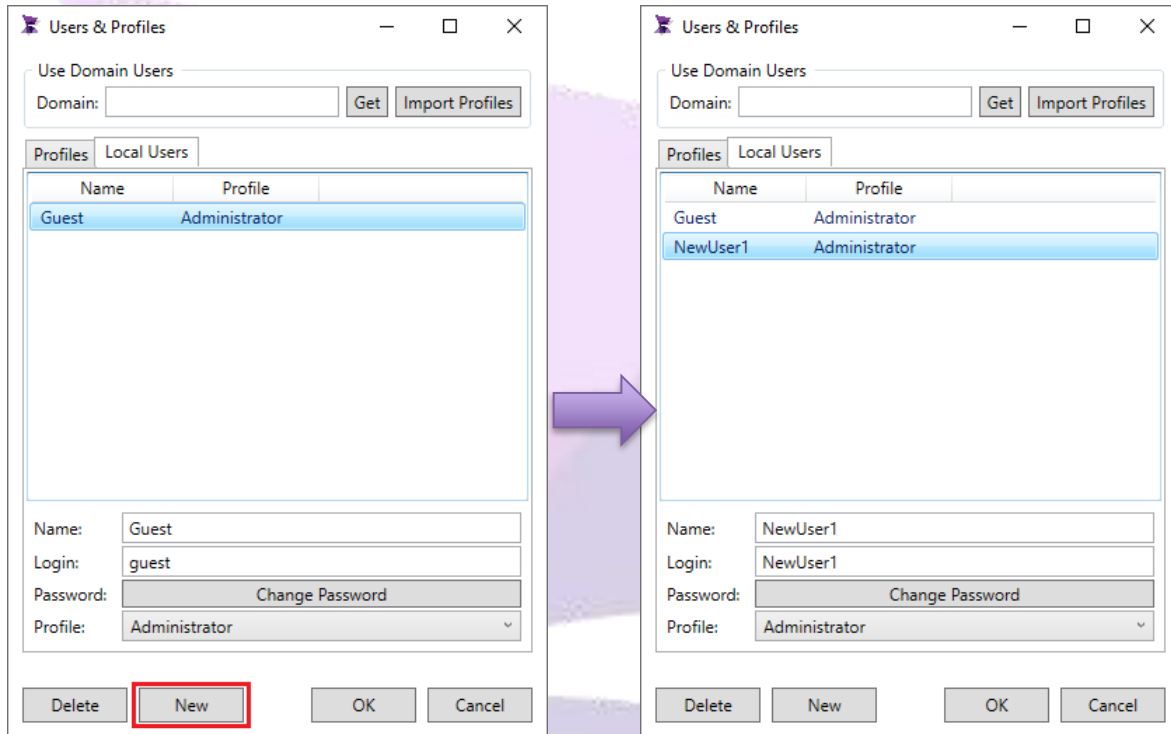 Users & Profiles
Use Domain Users
Domain: Get Import Profiles
Profiles Local Users
Name Profile
Guest Administrator
Name: Guest
Login: guest
Password: Change Password
Profile: Administrator
Delete New OK Cancel
Users & Profiles
Use Domain Users
Domain: Get Import Profiles
Profiles Local Users
Name Profile
Guest Administrator
NewUser1 Administrator
Name: NewUser1
Login: NewUser1
Password: Change Password
Profile: Administrator
Delete New OK Cancel